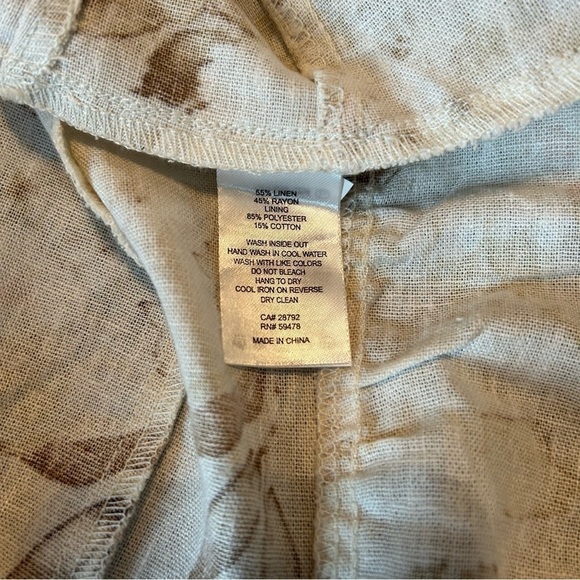 55% LINEN
45% RAYON
LINING
85% POLYESTER
15% COTTON
WASH INSIDE OUT
HAND WASH IN COOL WATER
WASH WITH LIKE COLORS
DO NOT BLEACH
HANG TO DRY
COOL IRON ON REVERSE
DRY CLEAN
CA# 28792
RN# 59478
MADE IN CHINA